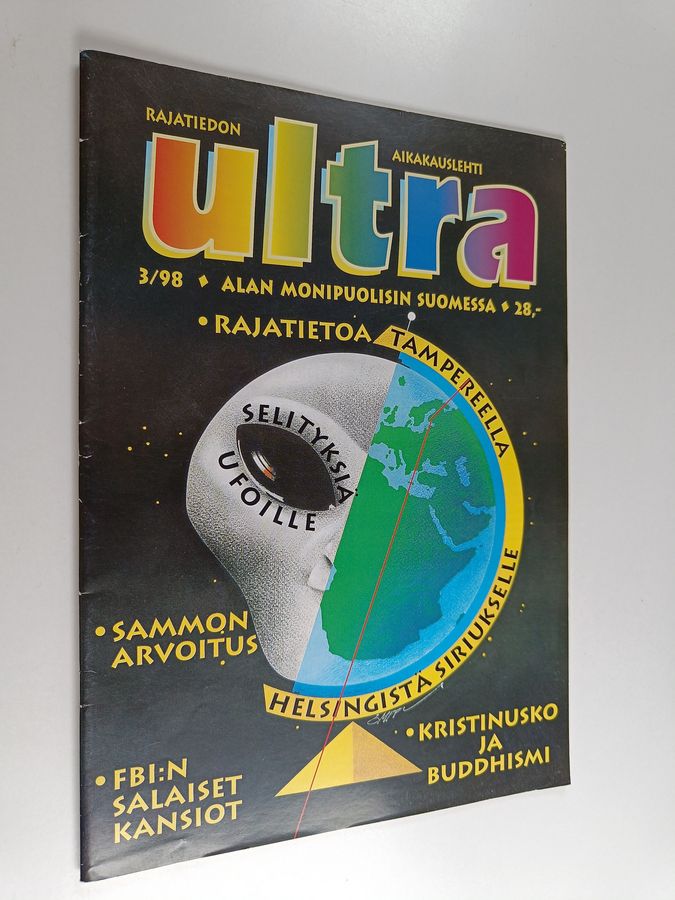 RAJATIEDON
AIKAKAUSLEHTI
ultra
3/98 ♦ ALAN MONIPUOLISIN SUOMESSA ♦ 28,-
• RAJATIETOA TAMPEREELLA
SELITYKSIÄ
UFOILLE
• SAMMON
ARVOITUS
HELSINGISTÄ SIRIUKSELLE
• KRISTINUSKO
JA
BUDDHISMI
• FBI:N
SALAISET
KANSIOT